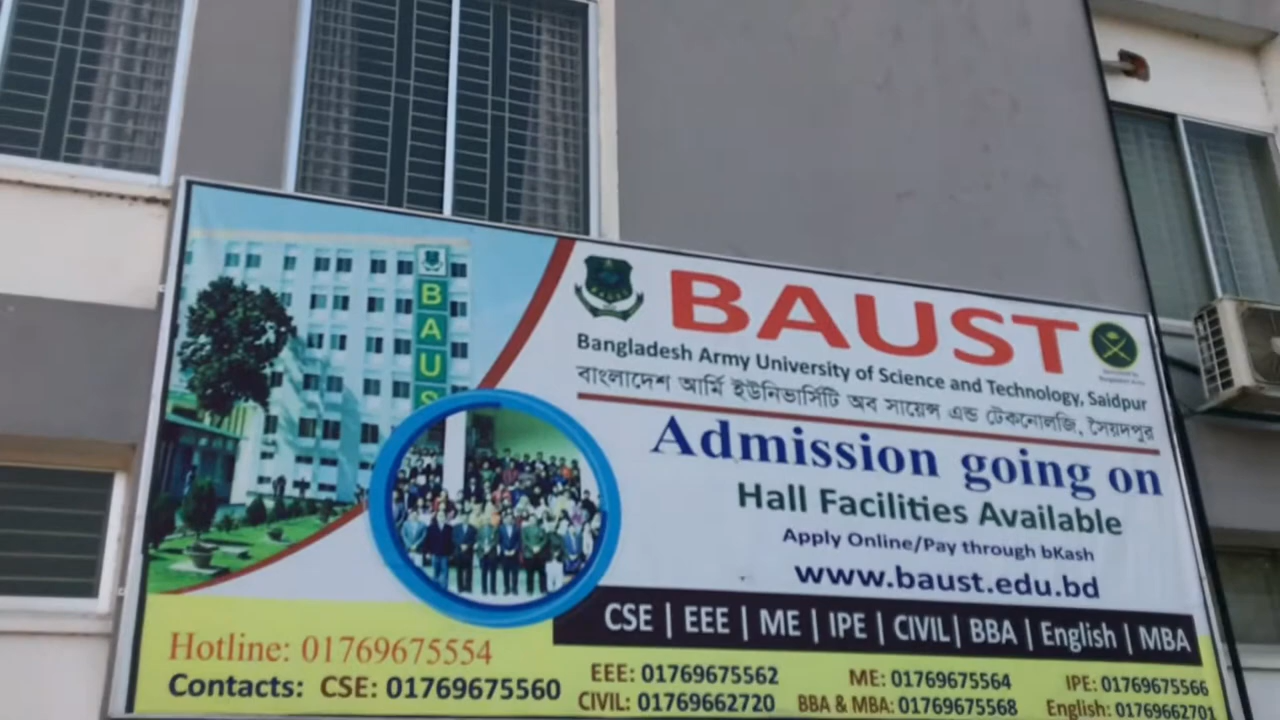 BAUST
BAUS
Bangladesh Army University of Science and Technology, Saidpur
বাংলাদেশ আর্মি ইউনিভার্সিটি অব সায়েন্স এন্ড টেকনোলজি, সৈয়দপুর
Admission going on
Hall Facilities Available
Apply Online/Pay through bKash
www.baust.edu.bd
CSE | EEE | ME | IPE | CIVIL | BBA | English | MBA
Hotline: 01769675554
Contacts: CSE: 01769675560
EEE: 01769675562 ME: 01769675564 IPE: 01769675566
CIVIL: 01769662720 BBA & MBA: 01769675568 English: 01769662701